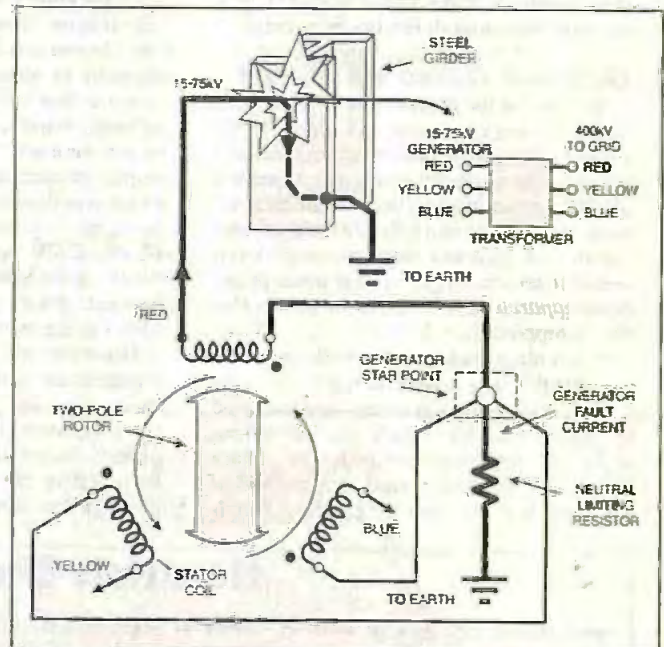 STEEL
GIRDER
15-75kV
15-75kV
GENERATOR
400kV
TO GRID
RED
RED
YELLOW
YELLOW
BLUE
BLUE
TRANSFORMER
TO EARTH
RED
GENERATOR
STAR POINT
TWO-POLE
ROTOR
GENERATOR
FAULT
CURRENT
BLUE
NEUTRAL
LIMITING
RESISTOR
YELLOW
STATOR
COIL
TO EARTH